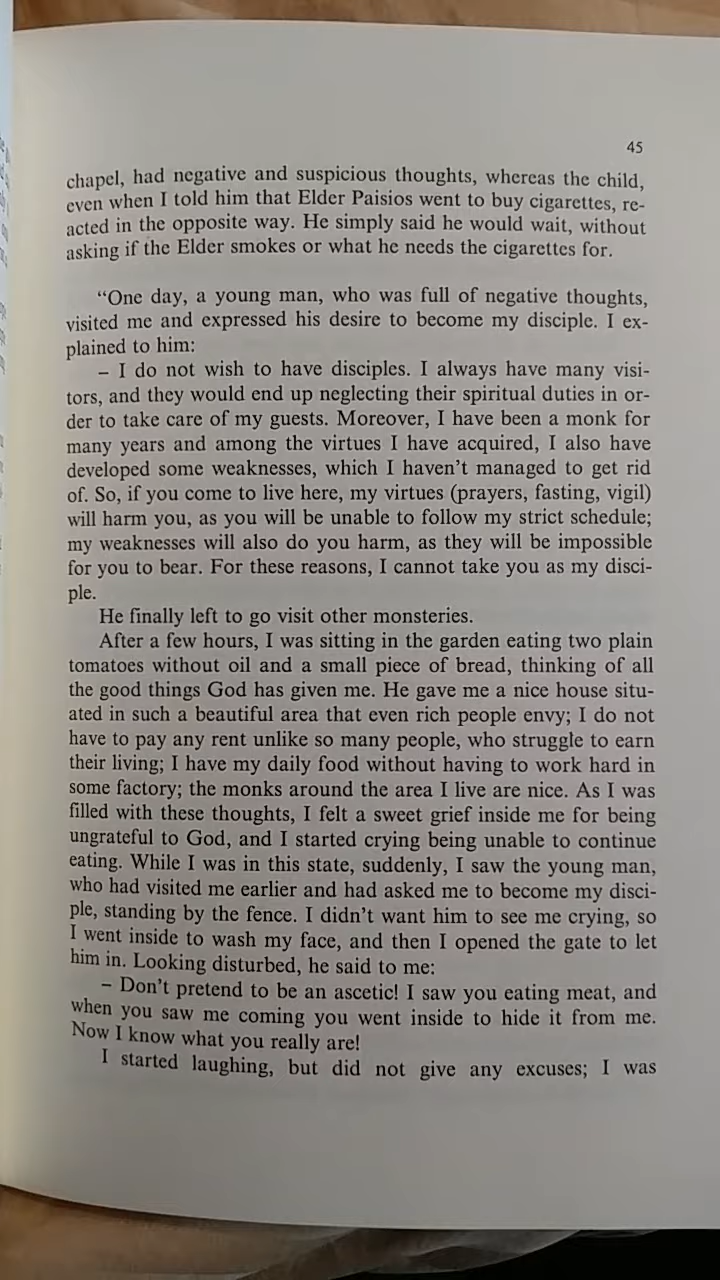 45
chapel, had negative and suspicious thoughts, whereas the child,
even when I told him that Elder Paisios went to buy cigarettes, re-
acted in the opposite way. He simply said he would wait, without
asking if the Elder smokes or what he needs the cigarettes for.
“One day, a young man, who was full of negative thoughts,
visited me and expressed his desire to become my disciple. I ex-
plained to him:
– I do not wish to have disciples. I always have many visi-
tors, and they would end up neglecting their spiritual duties in or-
der to take care of my guests. Moreover, I have been a monk for
many years and among the virtues I have acquired, I also have
developed some weaknesses, which I haven’t managed to get rid
of. So, if you come to live here, my virtues (prayers, fasting, vigil)
will harm you, as you will be unable to follow my strict schedule;
my weaknesses will also do you harm, as they will be impossible
for you to bear. For these reasons, I cannot take you as my disci-
ple.
He finally left to go visit other monsteries.
After a few hours, I was sitting in the garden eating two plain
tomatoes without oil and a small piece of bread, thinking of all
the good things God has given me. He gave me a nice house situ-
ated in such a beautiful area that even rich people envy; I do not
have to pay any rent unlike so many people, who struggle to earn
their living; I have my daily food without having to work hard in
some factory; the monks around the area I live are nice. As I was
filled with these thoughts, I felt a sweet grief inside me for being
ungrateful to God, and I started crying being unable to continue
eating. While I was in this state, suddenly, I saw the young man,
who had visited me earlier and had asked me to become my disci-
ple, standing by the fence. I didn’t want him to see me crying, so
I went inside to wash my face, and then I opened the gate to let
him in. Looking disturbed, he said to me:
– Don’t pretend to be an ascetic! I saw you eating meat, and
when you saw me coming you went inside to hide it from me.
Now I know what you really are!
I started laughing, but did not give any excuses; I was